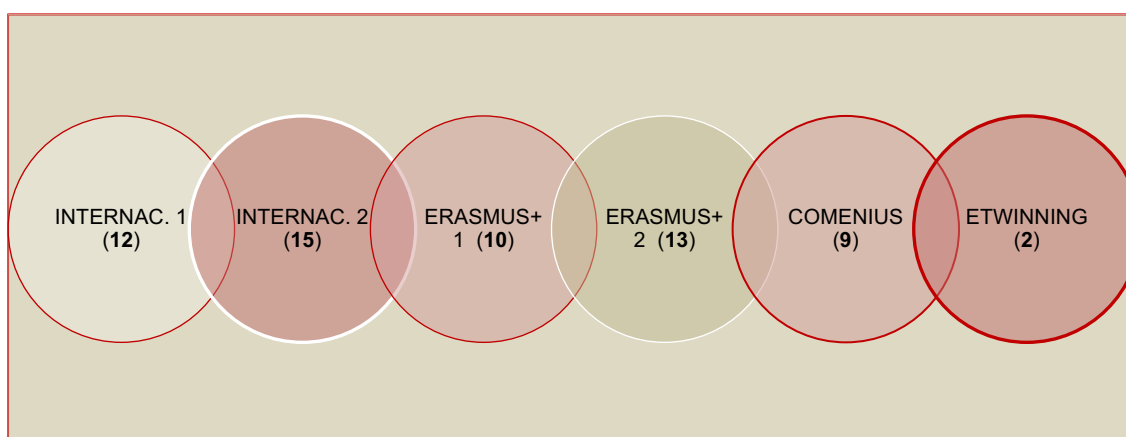 INTERNAC. 1
(12)
INTERNAC. 2
(15)
ERASMUS+
1 (10)
ERASMUS+
2 (13)
COMENIUS
(9)
ETWINNING
(2)